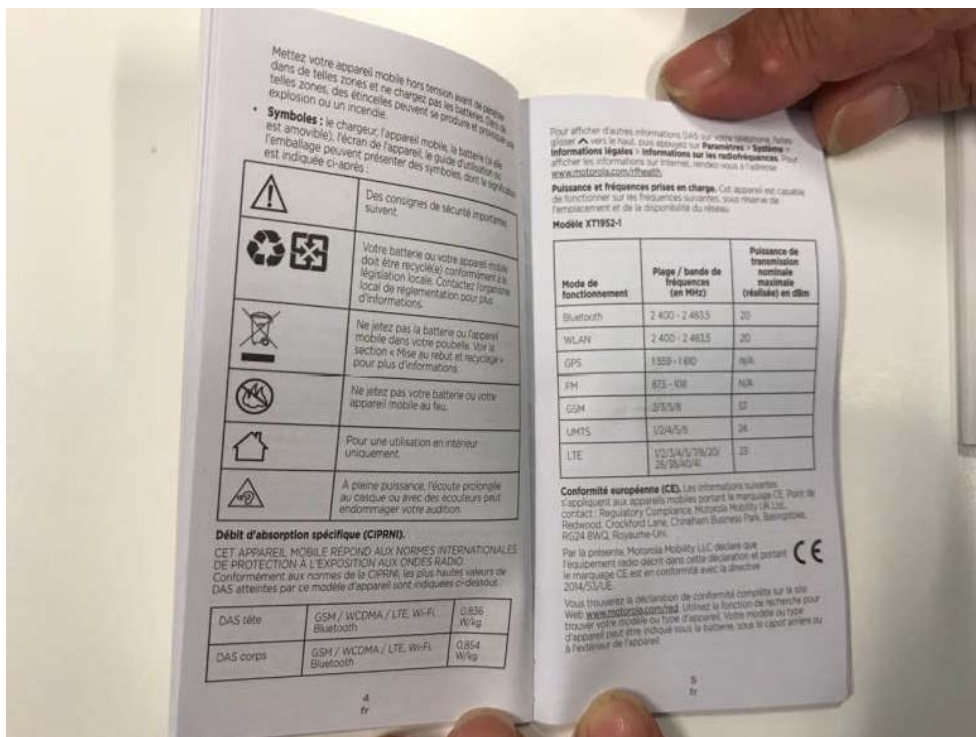 Mettez votre appareil mobile hors tension avant de pénétrer
dans de telles zones et ne chargez pas les batteries. Dans de
telles zones, des étincelles peuvent se produire et provoquer une
explosion ou un incendie.
• Symboles : le chargeur, l'appareil mobile, la batterie (si elle
est amovible), l'écran de l'appareil, le guide d'utilisation ou
l'emballage peuvent présenter des symboles, dont la signification
est indiquée ci-après :
Des consignes de sécurité importantes
suivent.
Votre batterie ou votre appareil mobile
doit être recyclé(e) conformément à la
législation locale. Contactez l'organisme
local de réglementation pour plus
d'informations.
Ne jetez pas la batterie ou l'appareil
mobile dans votre poubelle. Voir la
section « Mise au rebut et recyclage »
pour plus d'informations.
Ne jetez pas votre batterie ou votre
appareil mobile au feu.
Pour une utilisation en intérieur
uniquement.
À pleine puissance, l'écoute prolongée
au casque ou avec des écouteurs peut
endommager votre audition.
Débit d'absorption spécifique (CIPRNI).
CET APPAREIL MOBILE RÉPOND AUX NORMES INTERNATIONALES
DE PROTECTION À L'EXPOSITION AUX ONDES RADIO.
Conformément aux normes de la CIPRNI, les plus hautes valeurs de
DAS atteintes par ce modèle d'appareil sont indiquées ci-dessous :
DAS tête GSM / WCDMA / LTE, Wi-Fi, 0.836
Bluetooth W/kg
DAS corps GSM / WCDMA / LTE, Wi-Fi, 0.854
Bluetooth W/kg
4
fr
Pour afficher d'autres informations DAS sur votre téléphone, faites
glisser vers le haut, puis appuyez sur Paramètres > Système >
Informations légales > Informations sur les radiofréquences. Pour
afficher les informations sur Internet, rendez-vous à l'adresse
www.motorola.com/rfhealth.
Puissance et fréquences prises en charge. Cet appareil est capable
de fonctionner sur les fréquences suivantes, sous réserve de
l'emplacement et de la disponibilité du réseau.
Modèle XT1952-1
Mode de
fonctionnement
Plage / bande de
fréquences
(en MHz)
Puissance de
transmission
nominale
maximale
(réalisée) en dBm
Bluetooth 2 400 - 2 483,5 20
WLAN 2 400 - 2 483,5 20
GPS 1 559 - 1 610 N/A
FM 87,5 - 108 N/A
GSM 2/3/5/8 33
UMTS 1/2/4/5/8 24
LTE 1/2/3/4/5/7/8/20/ 23
26/38/40/41
Conformité européenne (CE). Les informations suivantes
s'appliquent aux appareils mobiles portant la marquage CE. Point de
contact : Regulatory Compliance, Motorola Mobility UK Ltd.,
Redwood, Crockford Lane, Chineham Business Park, Basingstoke,
RG24 8WQ, Royaume-Uni.
Par la présente, Motorola Mobility LLC déclare que
l'équipement radio décrit dans cette déclaration et portant
le marquage CE est en conformité avec la directive
2014/53/UE.
CE
Vous trouverez la déclaration de conformité complète sur le site
Web www.motorola.com/red. Utilisez la fonction de recherche pour
trouver votre modèle ou type d'appareil. Votre modèle ou type
d'appareil peut être indiqué sous la batterie, sous le capot arrière ou
à l'extérieur de l'appareil.
5
fr